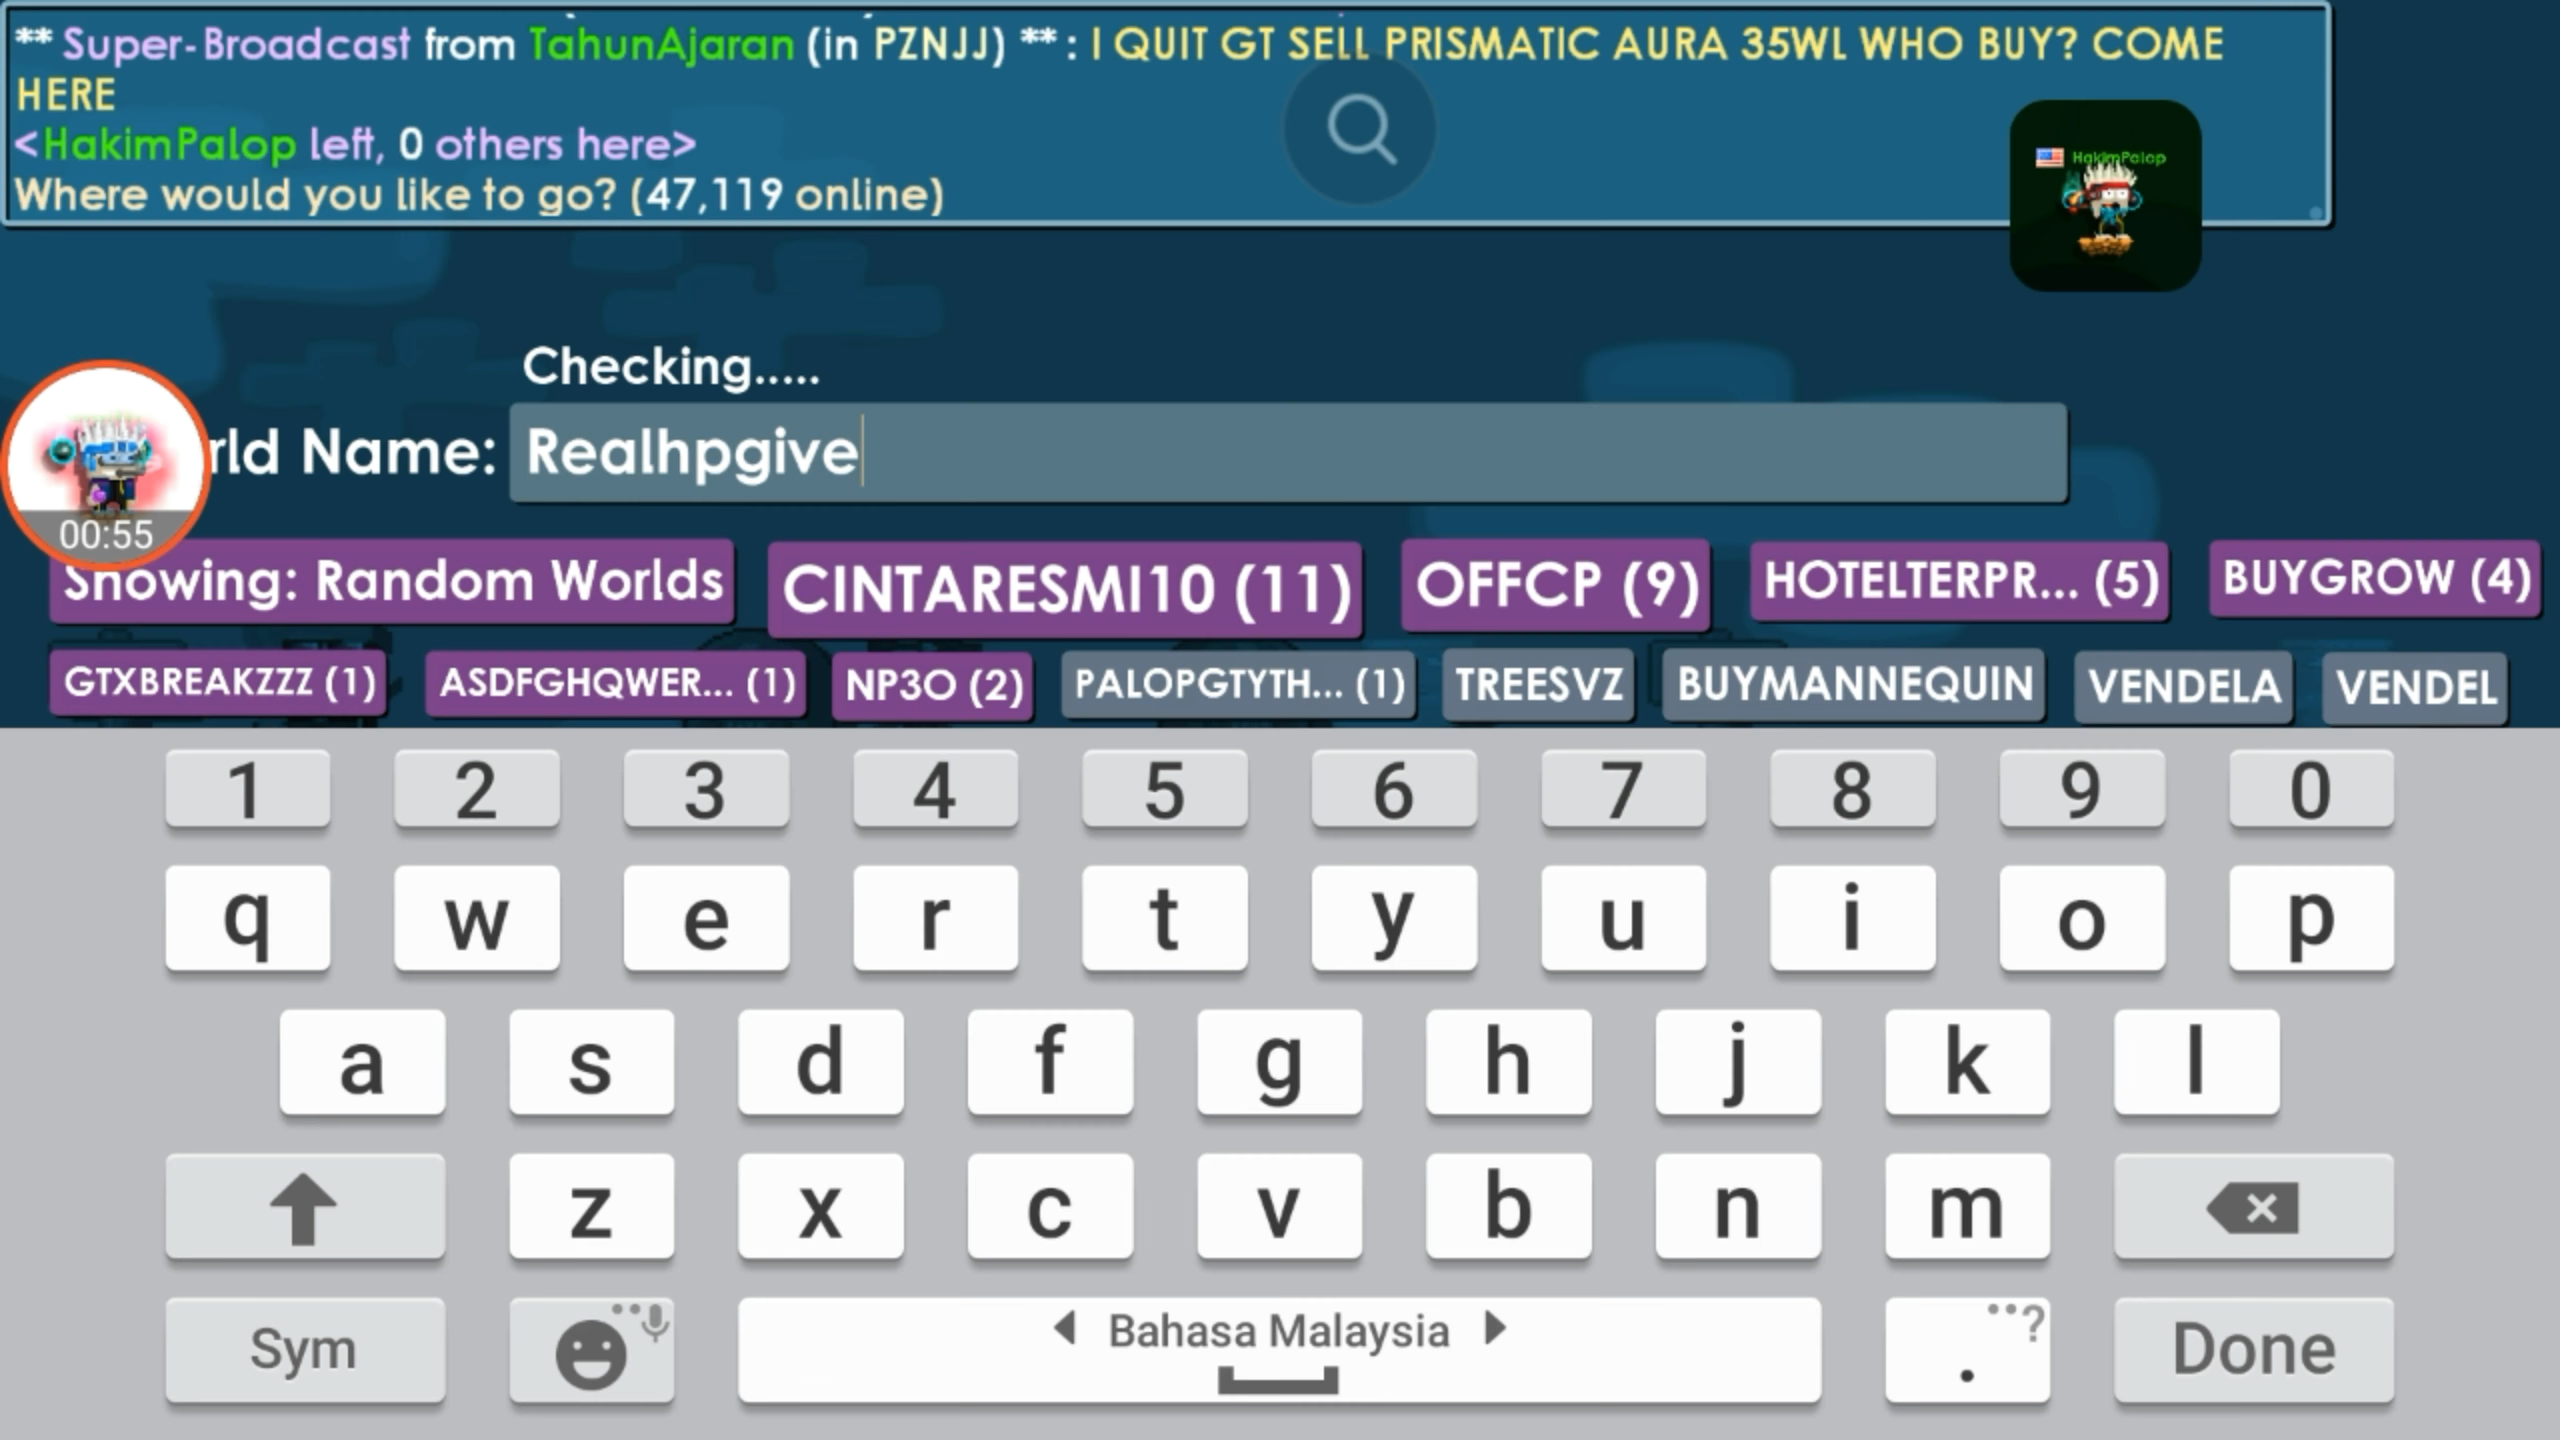 ** Super-Broadcast from TahunAjaran (in PZNJJ) ** : I QUIT GT SELL PRISMATIC AURA 35WL WHO BUY? COME
HERE
<HakimPalop left, 0 others here>
Where would you like to go? (47,119 online)
HakimPalop
Checking.....
rld Name: Realhpgive
00:55
Showing: Random Worlds CINTARESMI10 (11) OFFCP (9) HOTELTERPR... (5) BUYGROW (4)
GTXBREAKZZZ (1) ASDFGHQWER... (1) NP3O (2) PALOPGTYTH... (1) TREESVZ BUYMANNEQUIN VENDELA VENDEL
1 2 3 4 5 6 7 8 9 0
q w e r t y u i o p
a s d f g h j k l
z x c v b n m
Sym Bahasa Malaysia . ? Done